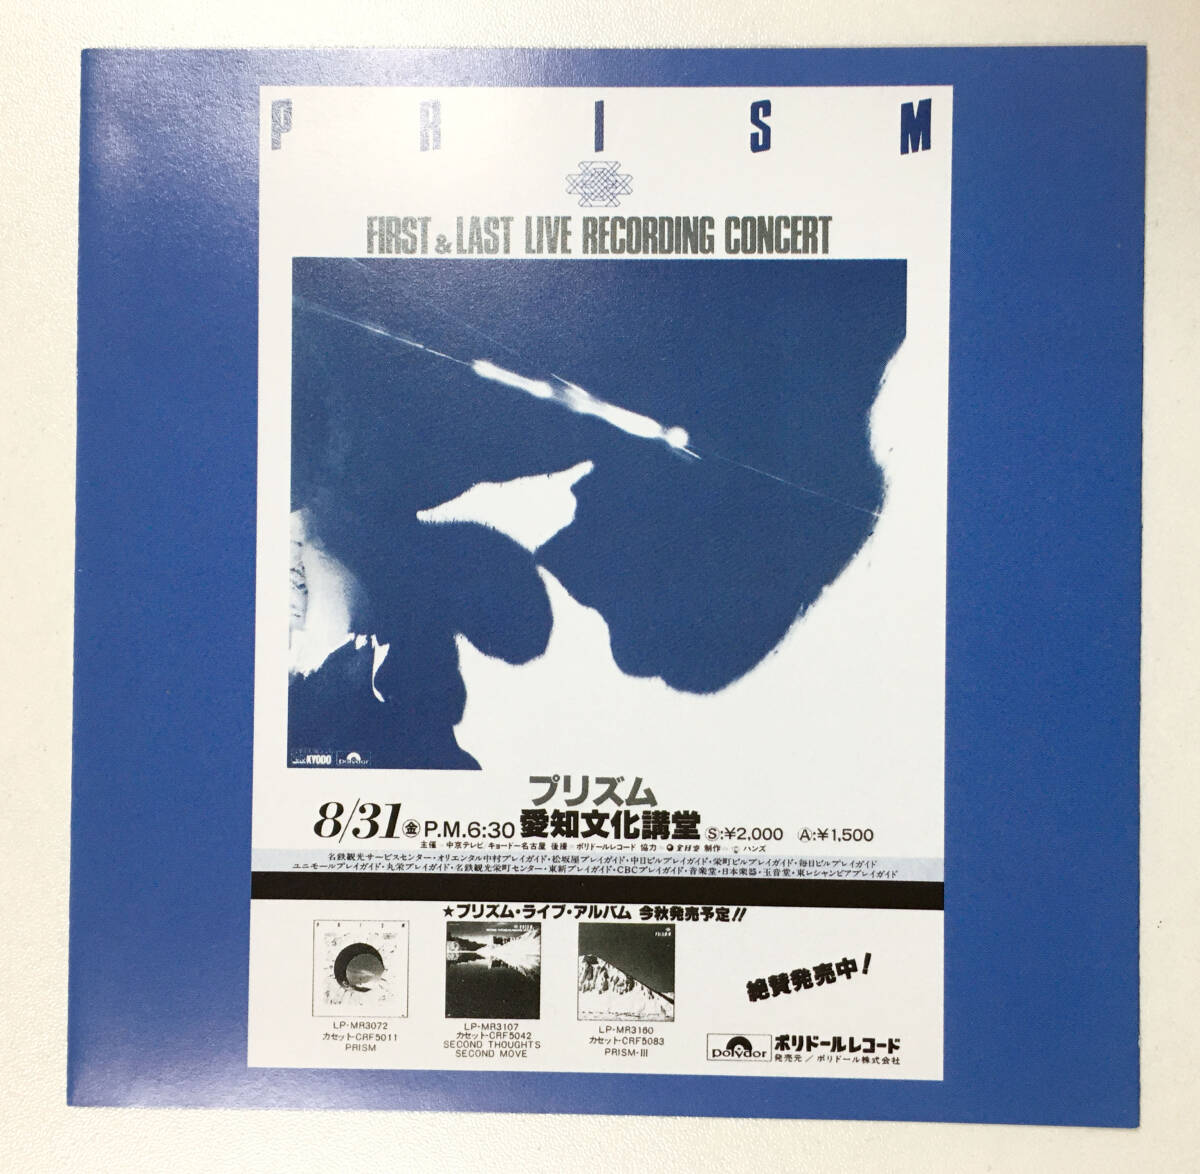 PRISM
FIRST & LAST LIVE RECORDING CONCERT
KYODO polydor
プリズム
8/31㊎P.M.6:30 愛知文化講堂 Ⓢ:¥2,000 Ⓐ:¥1,500
主催 中京テレビ キョードー名古屋 後援 ポリドールレコード 協力 制作 ハンズ
名鉄観光サービスセンター・オリエンタル中村プレイガイド・松坂屋プレイガイド・中日ビルプレイガイド・栄町ビルプレイガイド・毎日ビルプレイガイド
ユニモールプレイガイド・丸栄プレイガイド・名鉄観光栄町センター・東新プレイガイド・CBCプレイガイド・音楽堂・日本楽器・玉音堂・東レシャンピアプレイガイド
★プリズム・ライブ・アルバム 今秋発売予定!!
PRISM
LP-MR3072
カセット-CRF5011
PRISM
LP-MR3107
カセット-CRF5042
SECOND THOUGHTS
SECOND MOVE
LP-MR3160
カセット-CRF5083
PRISM-III
絶賛発売中!
polydor ポリドールレコード
発売元/ポリドール株式会社